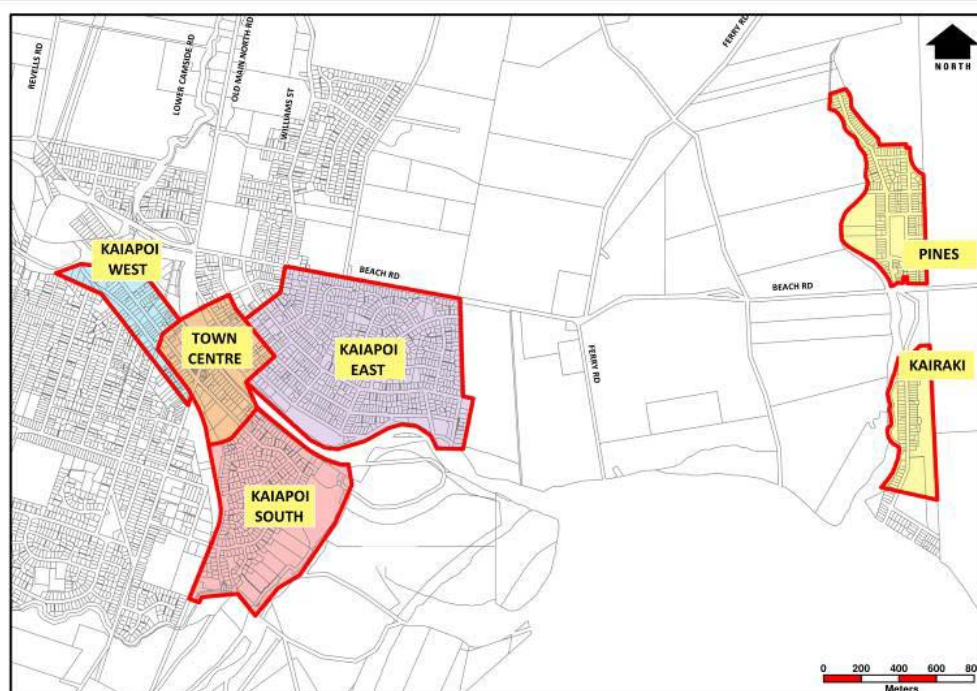 REVELLS RD
LOWER CAMSIDE RD
OLD MAIN NORTH RD
WILLIAMS ST
FERRY RD
NORTH
KAIAPOI
WEST
BEACH RD
PINES
BEACH RD
TOWN
CENTRE
KAIAPOI
EAST
FERRY RD
KAIRAKI
KAIAPOI
SOUTH
0 200 400 600 80
Meters